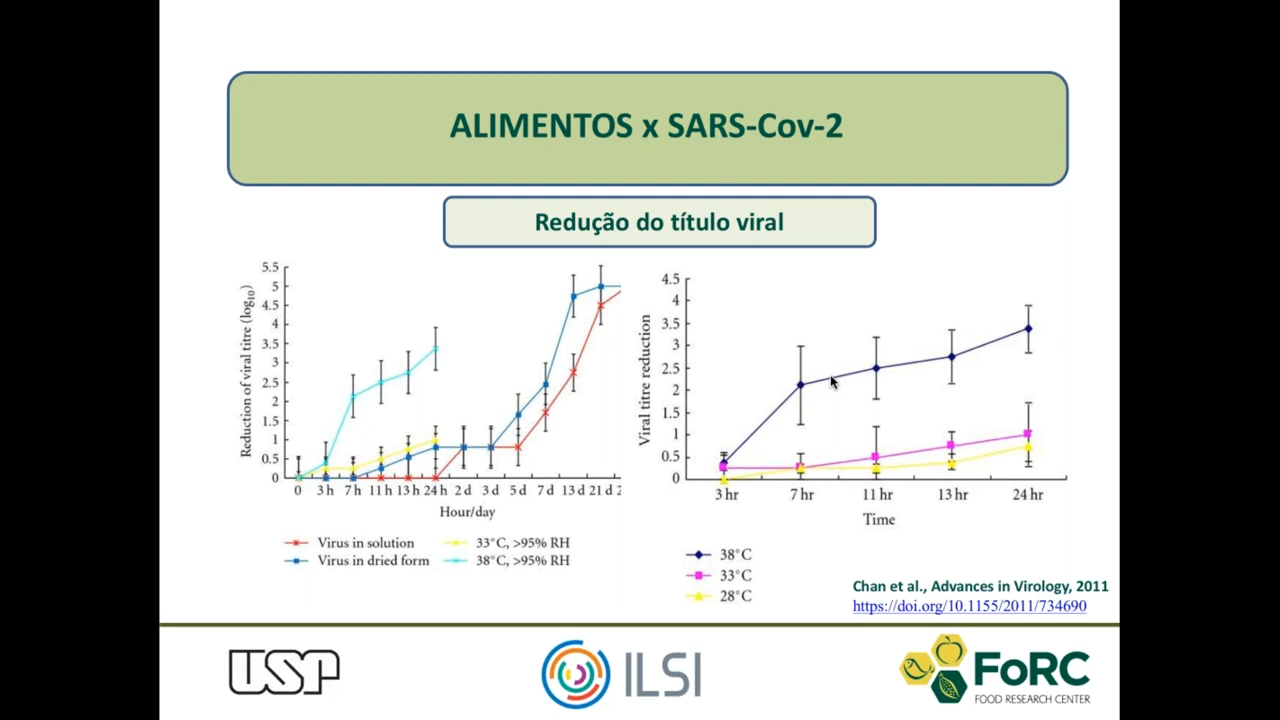 ALIMENTOS x SARS-Cov-2
Redução do título viral
Reduction of viral titre (log10)
5.5
5
4.5
4
3.5
3
2.5
2
1.5
1
0.5
0
0 3 h 7 h 11 h 13 h 24 h 2 d 3 d 5 d 7 d 13 d 21 d 2
Hour/day
Virus in solution
Virus in dried form
33°C, >95% RH
38°C, >95% RH
Viral titre reduction
4.5
4
3.5
3
2.5
2
1.5
1
0.5
0
3 hr 7 hr 11 hr 13 hr 24 hr
Time
38°C
33°C
28°C
Chan et al., Advances in Virology, 2011
https://doi.org/10.1155/2011/734690
USP
ILSI
FoRC
FOOD RESEARCH CENTER